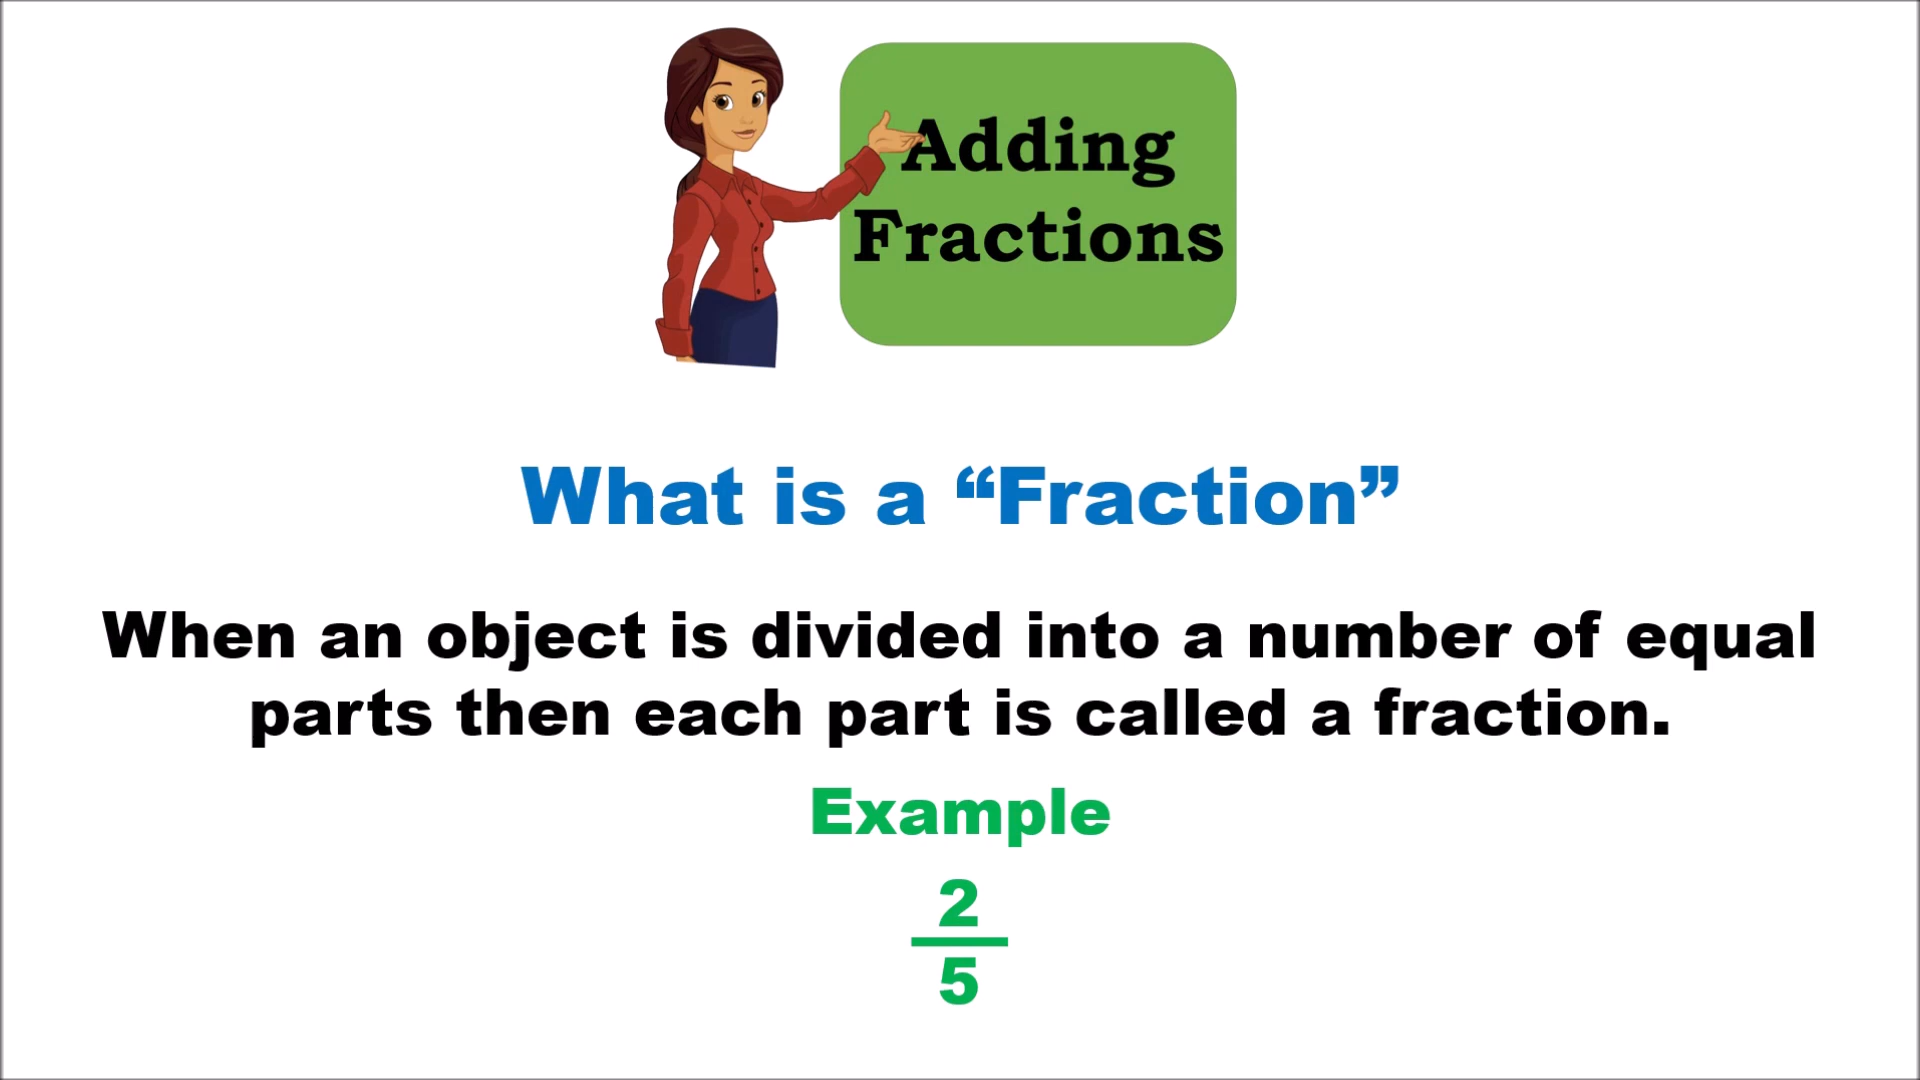 Adding
Fractions
What is a “Fraction”
When an object is divided into a number of equal
parts then each part is called a fraction.
Example
2
5